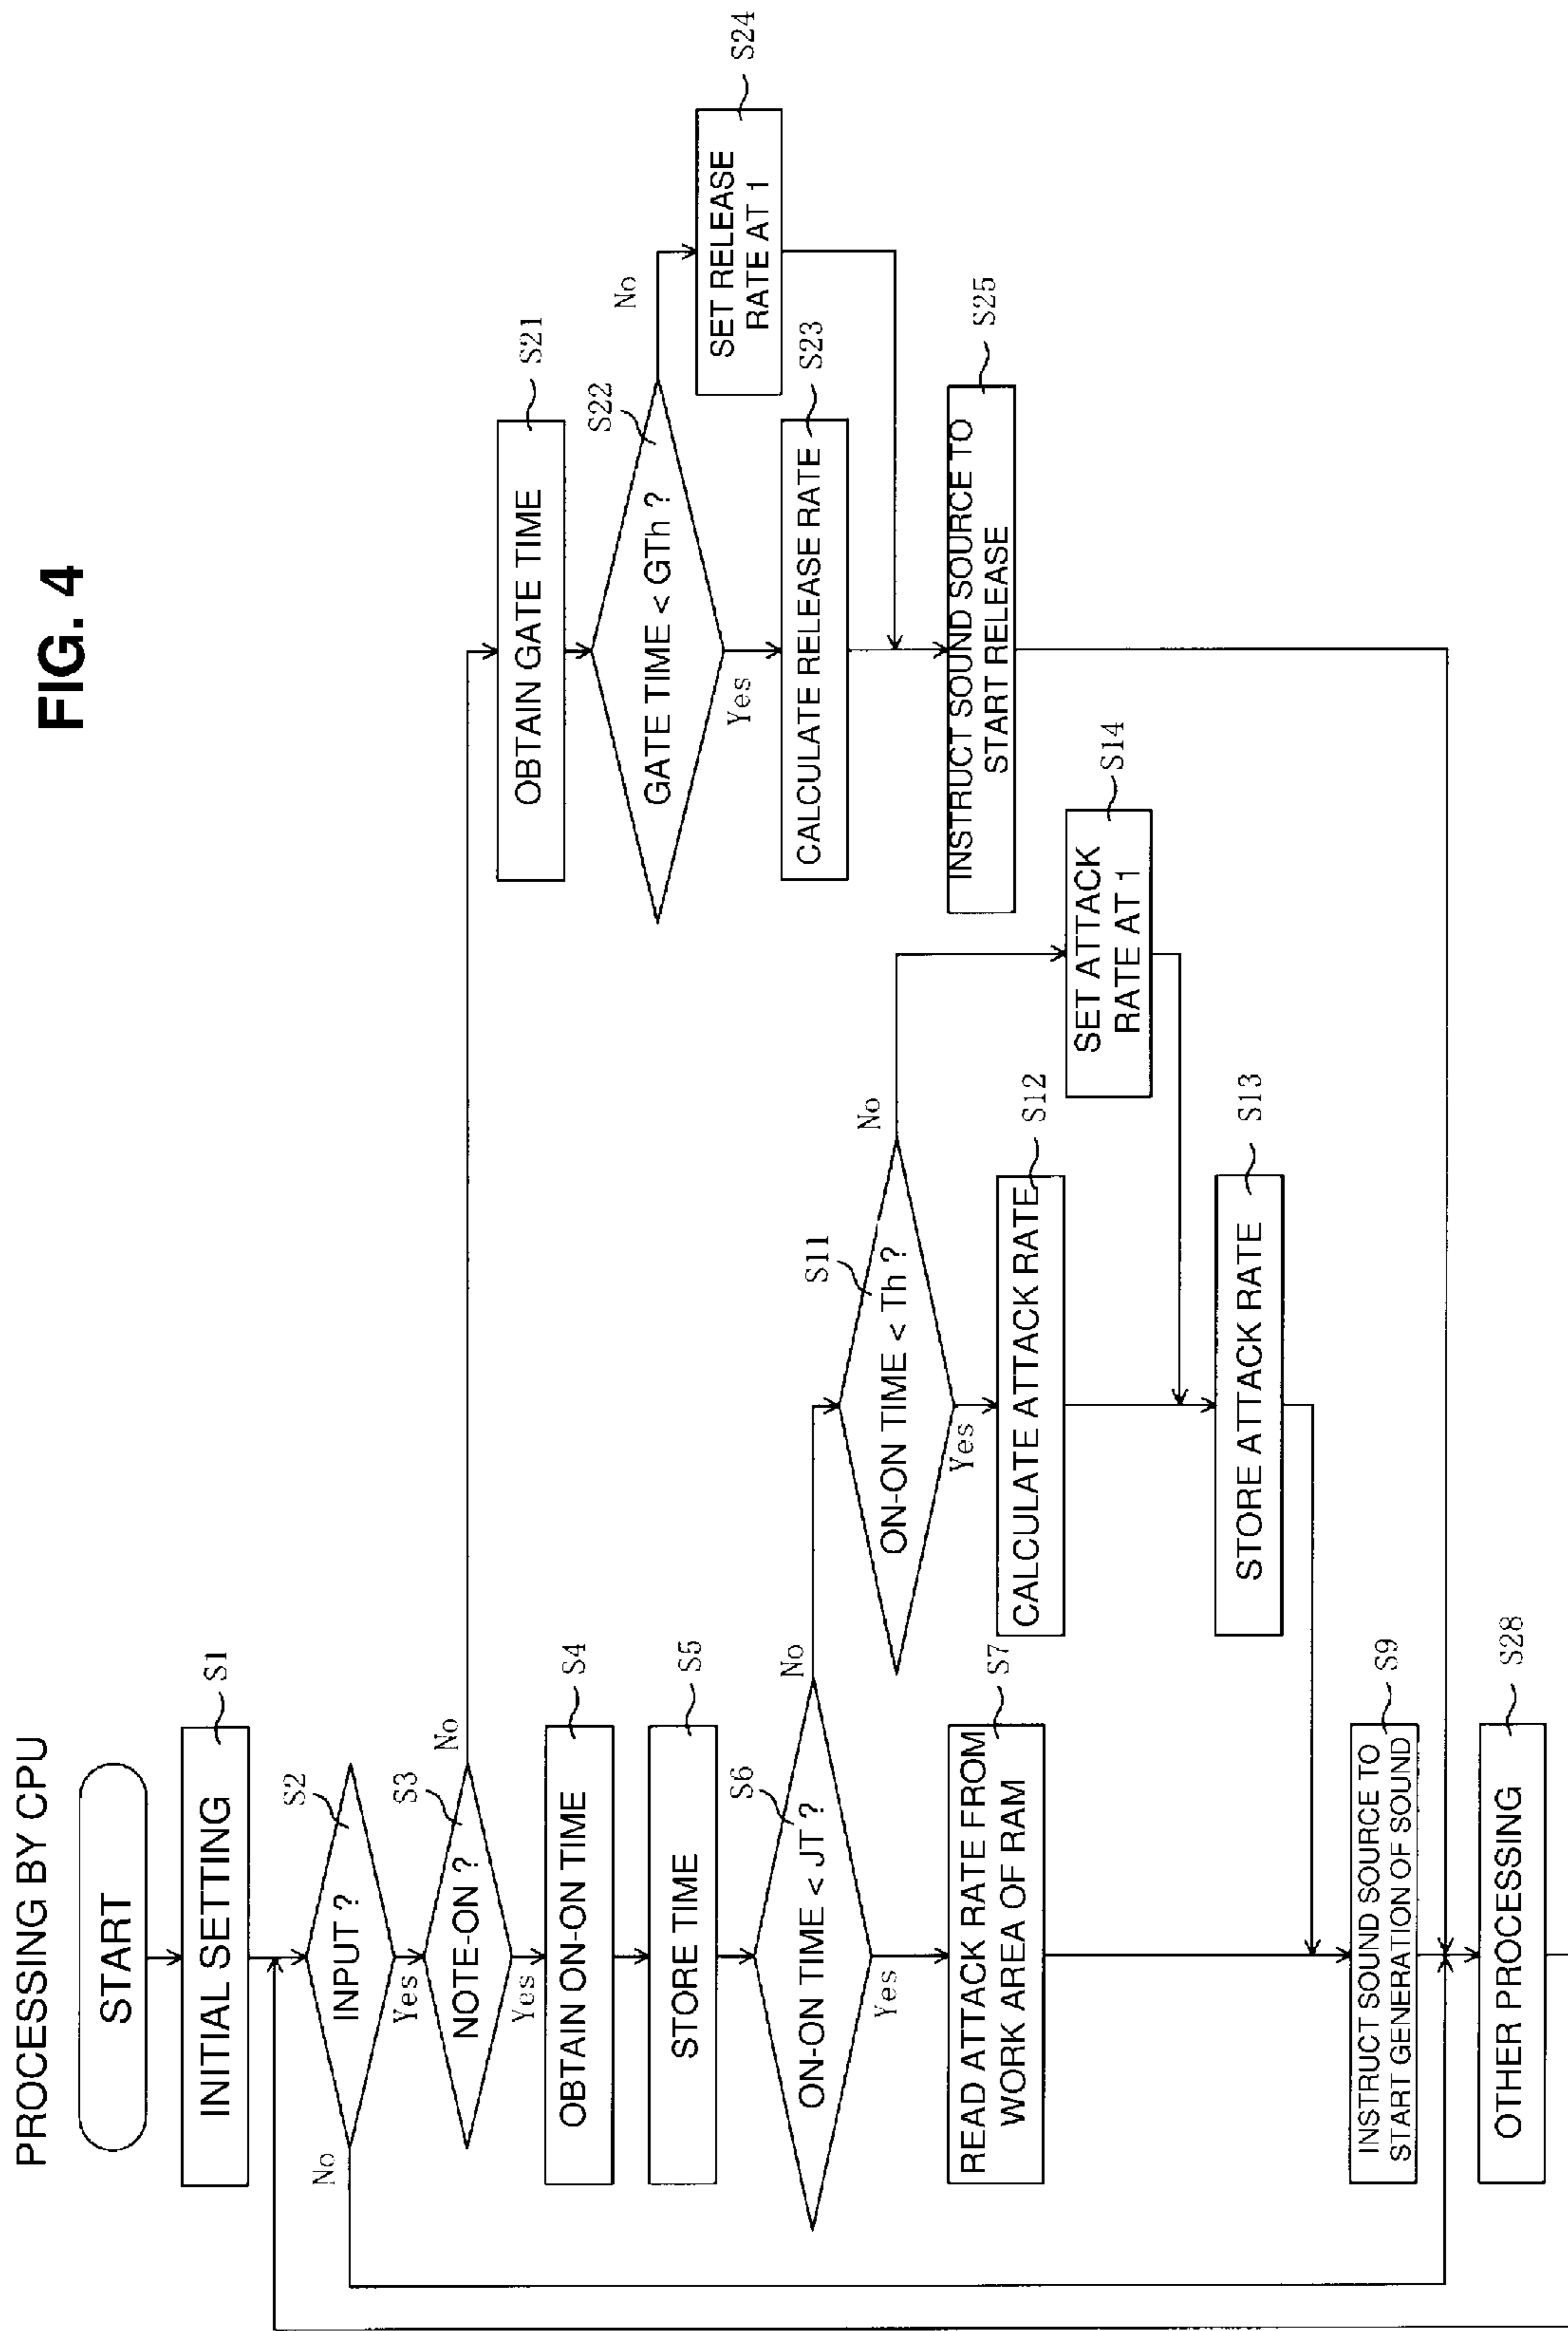 FIG. 4
PROCESSING BY CPU
START
INITIAL SETTING
S1
INPUT ?
S2
No
Yes
NOTE-ON ?
S3
No
Yes
OBTAIN ON-ON TIME
S4
STORE TIME
S5
ON-ON TIME < JT ?
S6
No
Yes
READ ATTACK RATE FROM
WORK AREA OF RAM
S7
ON-ON TIME < Th ?
S11
No
Yes
CALCULATE ATTACK RATE
S12
SET ATTACK
RATE AT 1
S14
STORE ATTACK RATE
S13
INSTRUCT SOUND SOURCE TO
START GENERATION OF SOUND
S9
OBTAIN GATE TIME
S21
GATE TIME < GTh ?
S22
No
Yes
CALCULATE RELEASE RATE
S23
SET RELEASE
RATE AT 1
S24
INSTRUCT SOUND SOURCE TO
START RELEASE
S25
OTHER PROCESSING
S28